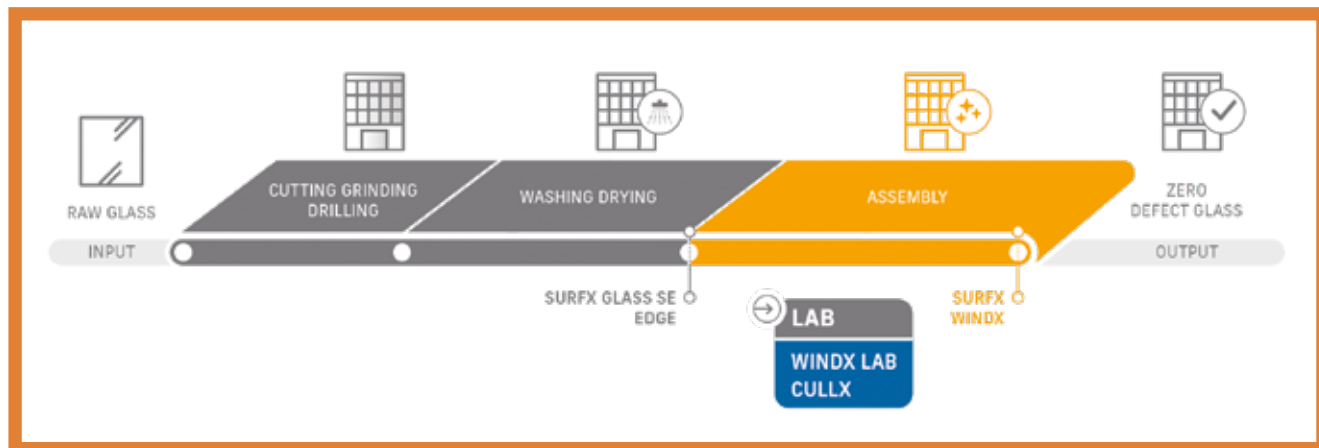 RAW GLASS
INPUT
CUTTING GRINDING
DRILLING
WASHING DRYING
ASSEMBLY
ZERO
DEFECT GLASS
OUTPUT
SURFX GLASS SE
EDGE
LAB
WINDX LAB
CULLX
SURFX
WINDX